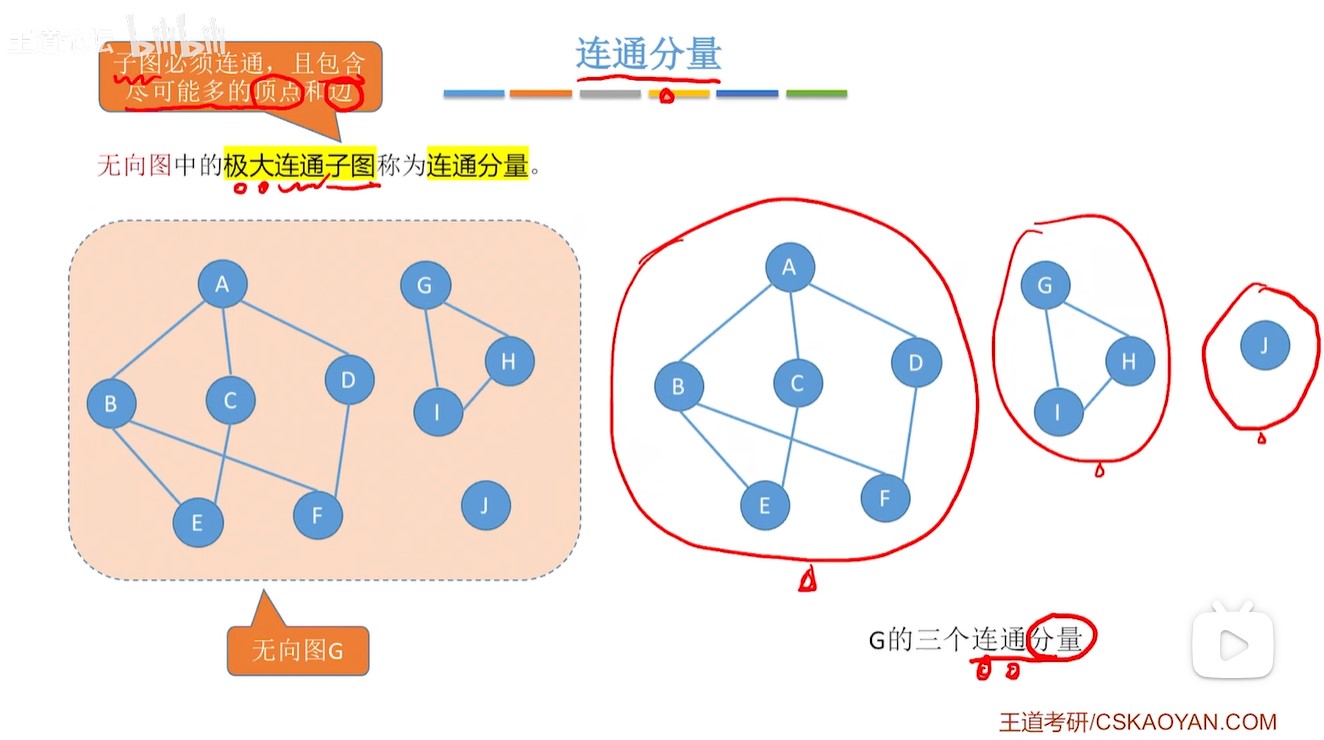 王道论坛 bilibili
连通分量
子图必须连通，且包含
尽可能多的顶点和边
无向图中的极大连通子图称为连通分量。
A
G
H
D
B
C
I
J
E
F
无向图G
A
D
B
C
E
F
G
H
I
J
G的三个连通分量
王道考研/CSKAOYAN.COM